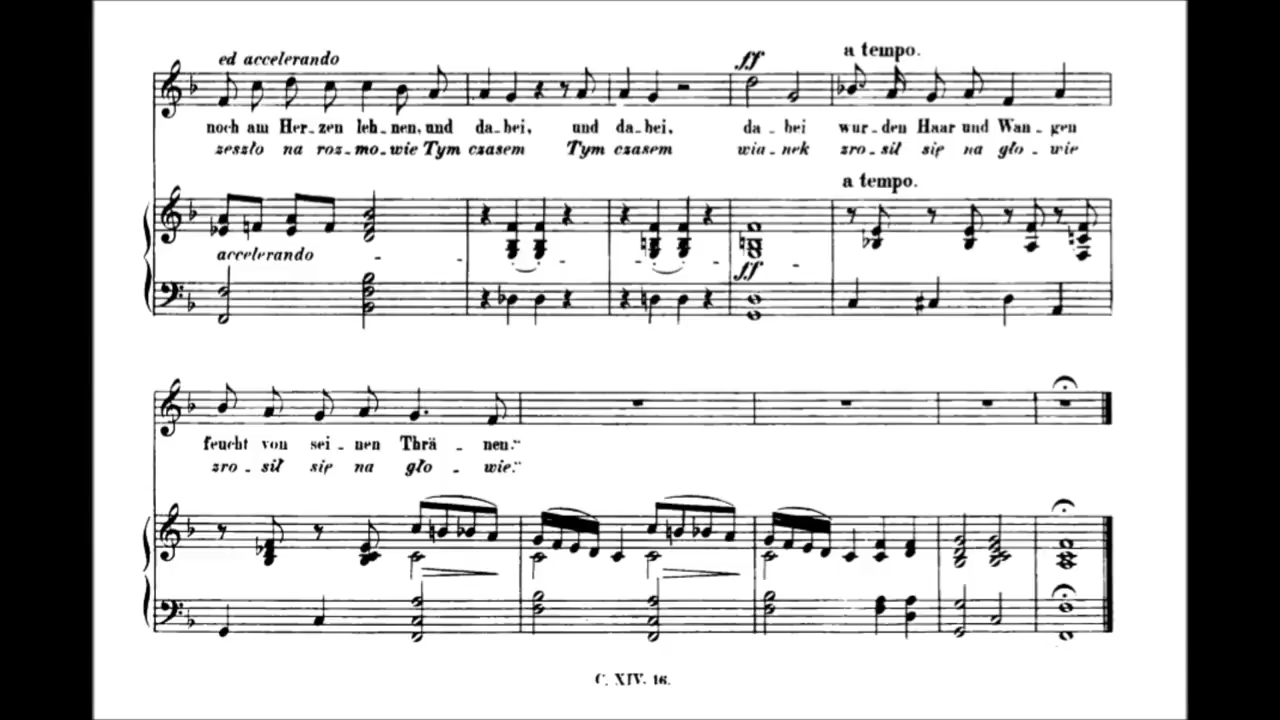 ed accelerando
ff
a tempo.
noch am Her-zen leh-nen, und da-bei, und da-bei, da-bei wur-den Haar und Wan-gen
zeszło na roz-mo-wie Tym czasem Tym czasem wia-nek zro-sił się na gło-wie
a tempo.
accelerando
ff
feucht von sei-nen Thrä-nen."
zro-sił się na gło-wie."
C. XIV. 16.